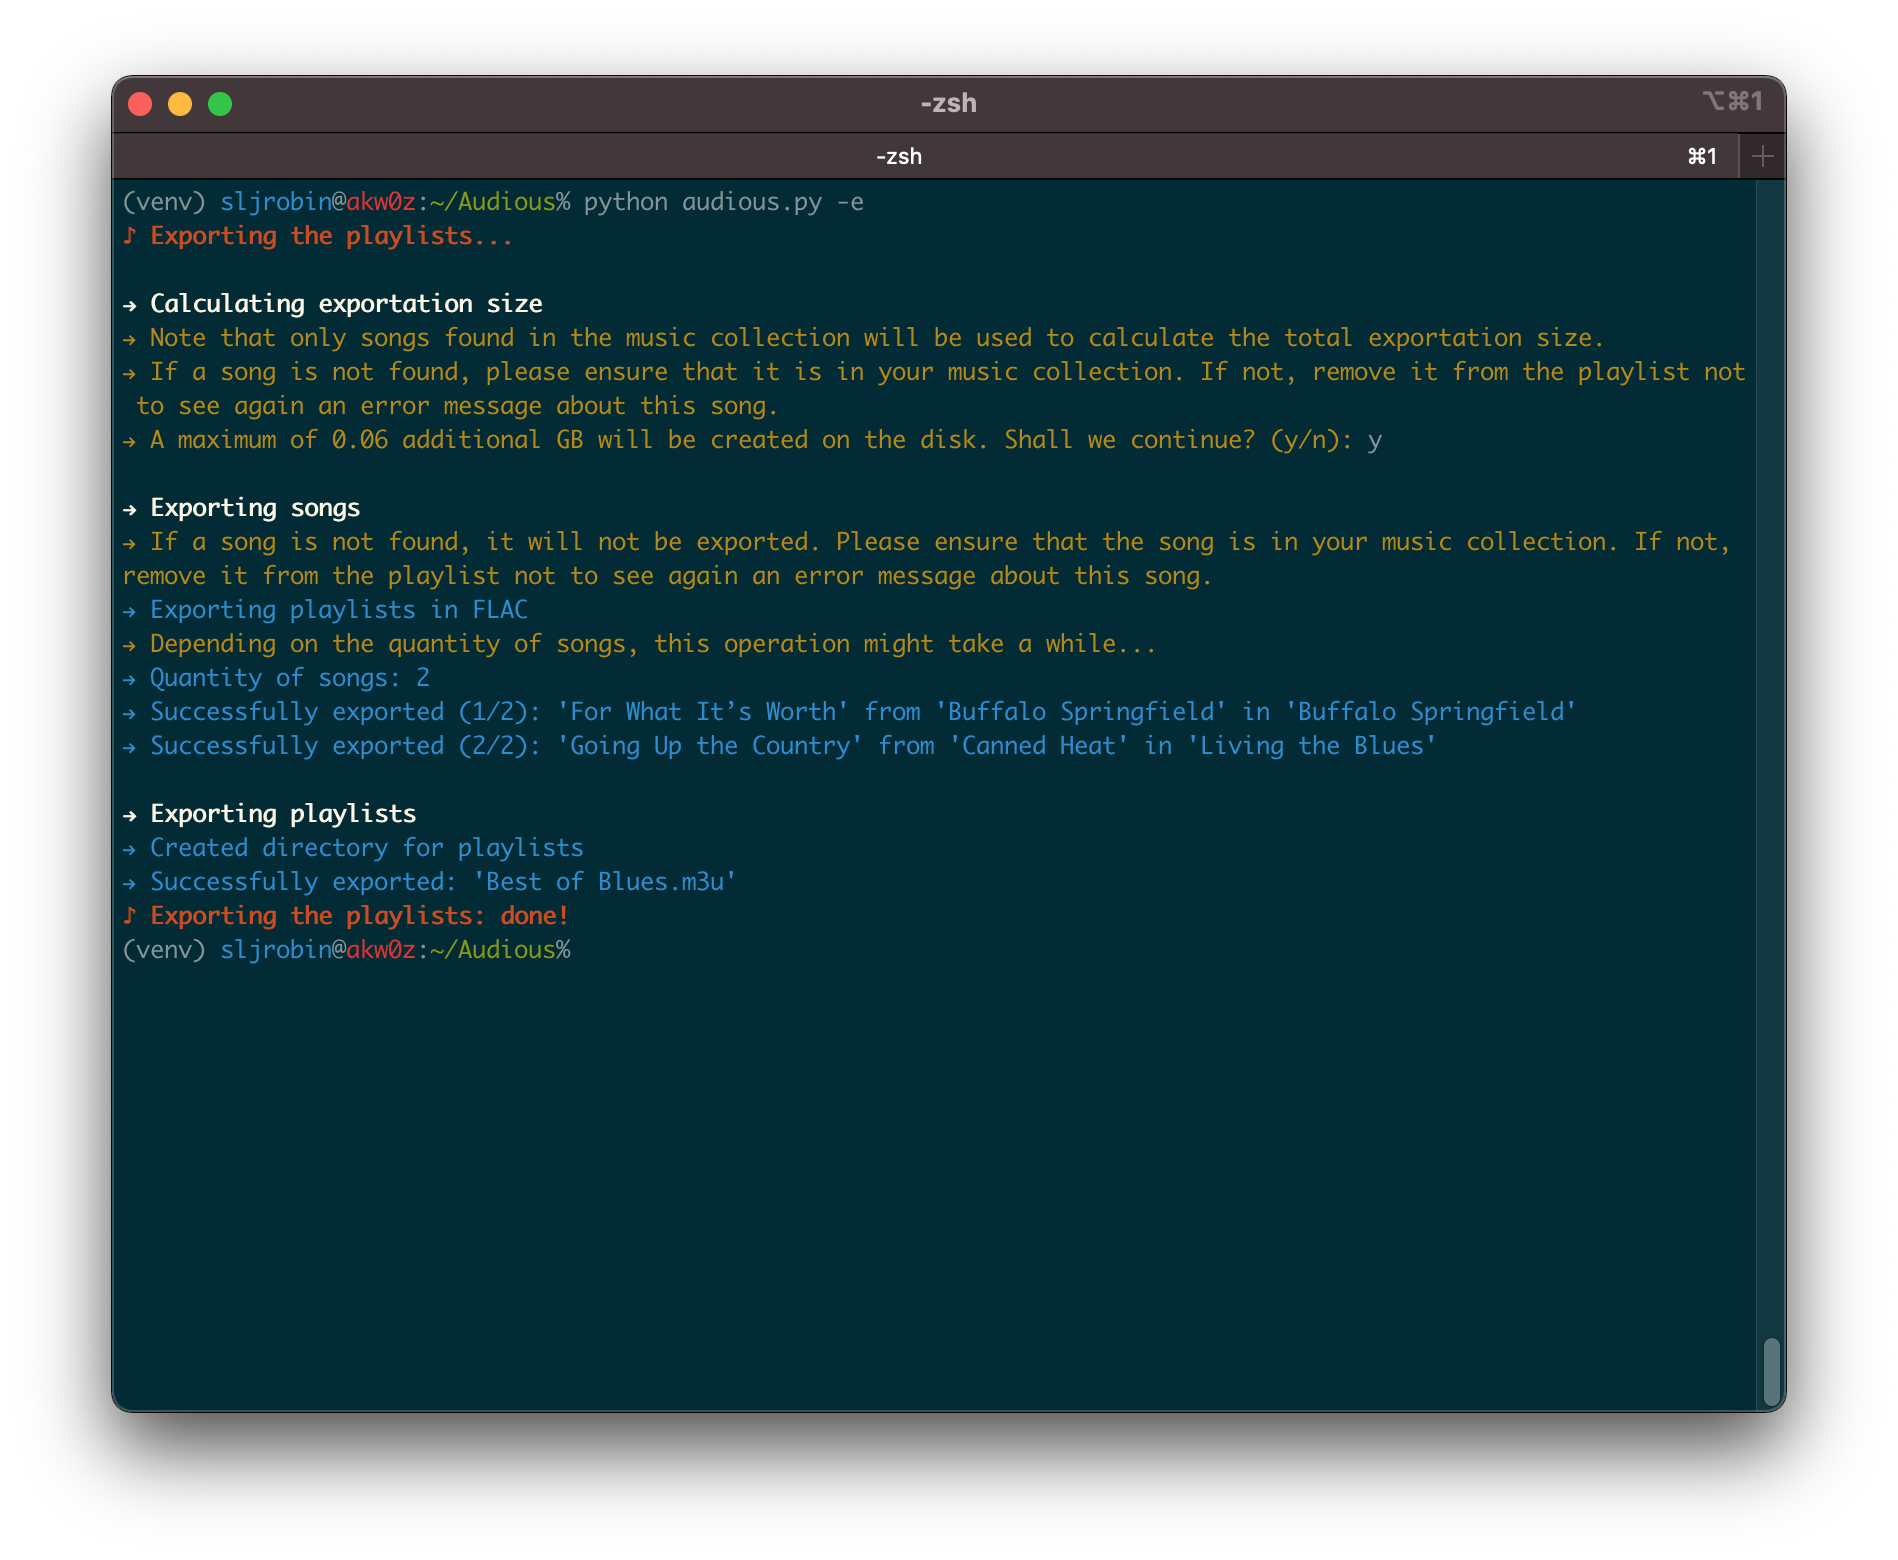 -zsh
⌥⌘1
-zsh
⌘1
(venv) sljrobin@akw0z:~/Audious% python audious.py -e
♪ Exporting the playlists...
→ Calculating exportation size
→ Note that only songs found in the music collection will be used to calculate the total exportation size.
→ If a song is not found, please ensure that it is in your music collection. If not, remove it from the playlist not
to see again an error message about this song.
→ A maximum of 0.06 additional GB will be created on the disk. Shall we continue? (y/n): y
→ Exporting songs
→ If a song is not found, it will not be exported. Please ensure that the song is in your music collection. If not,
remove it from the playlist not to see again an error message about this song.
→ Exporting playlists in FLAC
→ Depending on the quantity of songs, this operation might take a while...
→ Quantity of songs: 2
→ Successfully exported (1/2): 'For What It’s Worth' from 'Buffalo Springfield' in 'Buffalo Springfield'
→ Successfully exported (2/2): 'Going Up the Country' from 'Canned Heat' in 'Living the Blues'
→ Exporting playlists
→ Created directory for playlists
→ Successfully exported: 'Best of Blues.m3u'
♪ Exporting the playlists: done!
(venv) sljrobin@akw0z:~/Audious%